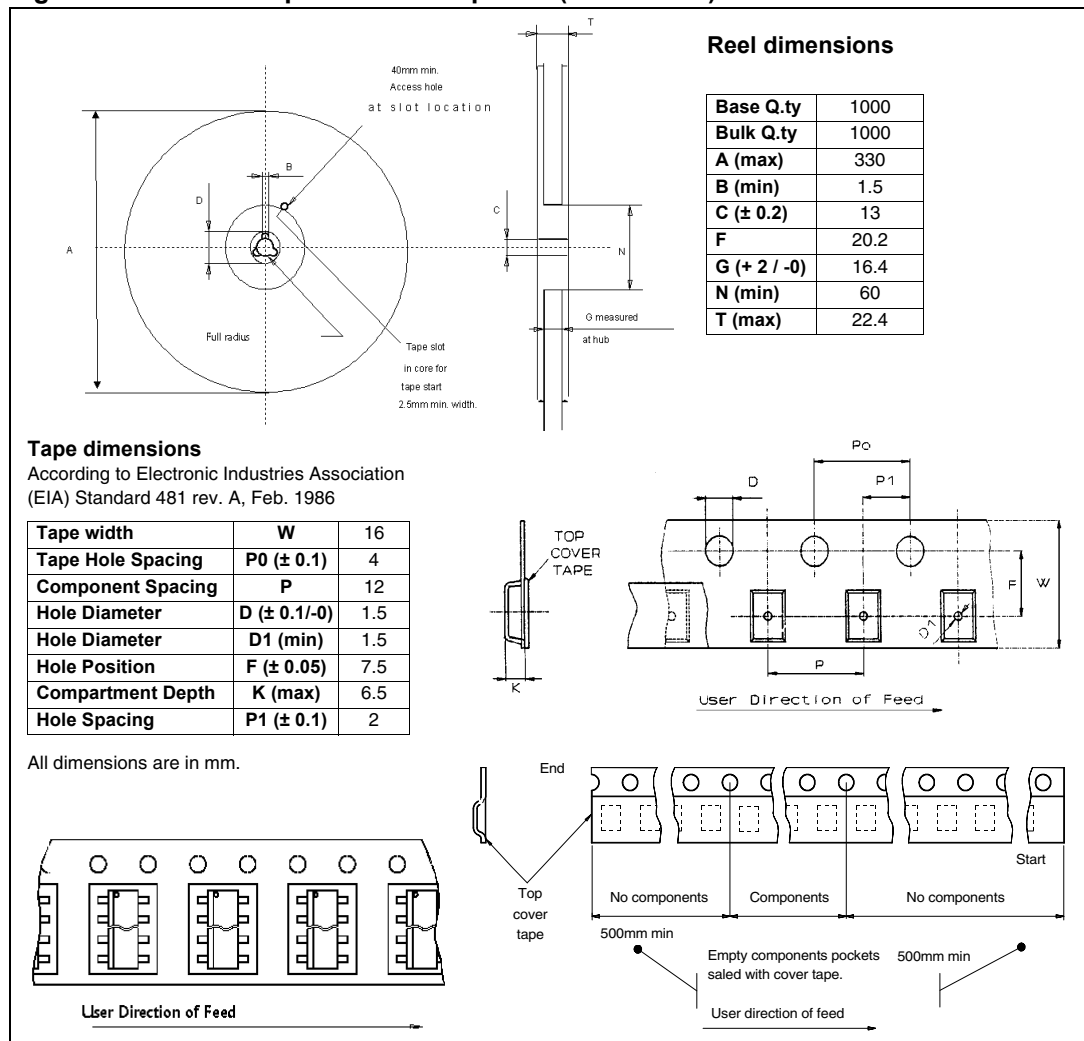 T
Reel dimensions
40mm min.
Access hole
at slot location
B
D
A
C
N
Full radius
Tape slot
in core for
tape start
2.5mm min. width.
G measured
at hub
Base Q.ty 1000
Bulk Q.ty 1000
A (max) 330
B (min) 1.5
C (± 0.2) 13
F 20.2
G (+ 2 / -0) 16.4
N (min) 60
T (max) 22.4
Tape dimensions
According to Electronic Industries Association
(EIA) Standard 481 rev. A, Feb. 1986
Tape width W 16
Tape Hole Spacing P0 (± 0.1) 4
Component Spacing P 12
Hole Diameter D (± 0.1/-0) 1.5
Hole Diameter D1 (min) 1.5
Hole Position F (± 0.05) 7.5
Compartment Depth K (max) 6.5
Hole Spacing P1 (± 0.1) 2
All dimensions are in mm.
TOP
COVER
TAPE
K
Po
D
P1
F
W
D1
P
User Direction of Feed
End
Start
Top
cover
tape
No components
Components
No components
500mm min
Empty components pockets
saled with cover tape.
500mm min
User direction of feed
User Direction of Feed